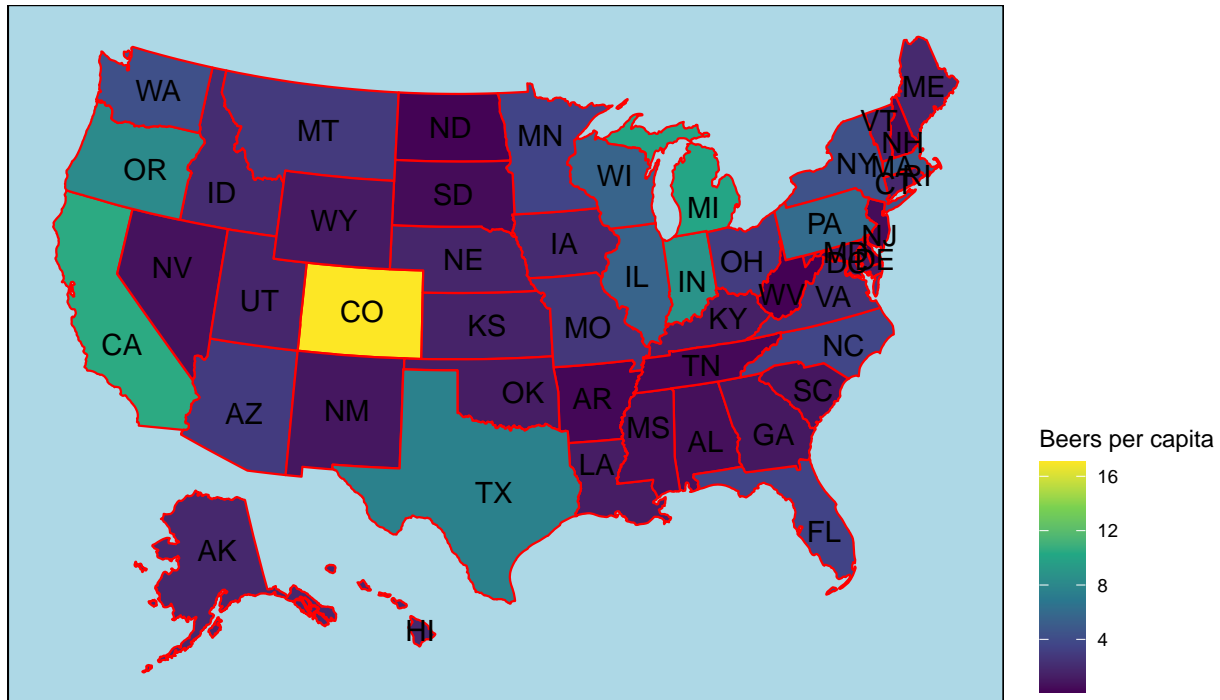 ME
WA
VT
MT
ND
MN
NH
OR
WI
NY
MA
RI
ID
SD
CT
MI
WY
PA
NJ
IA
MD
NE
OH
DE
NV
DC
IL
IN
UT
WV
VA
CO
KS
KY
MO
CA
NC
TN
OK
SC
AR
NM
AZ
MS
AL
GA
LA
TX
FL
AK
HI
Beers per capita
16
12
8
4